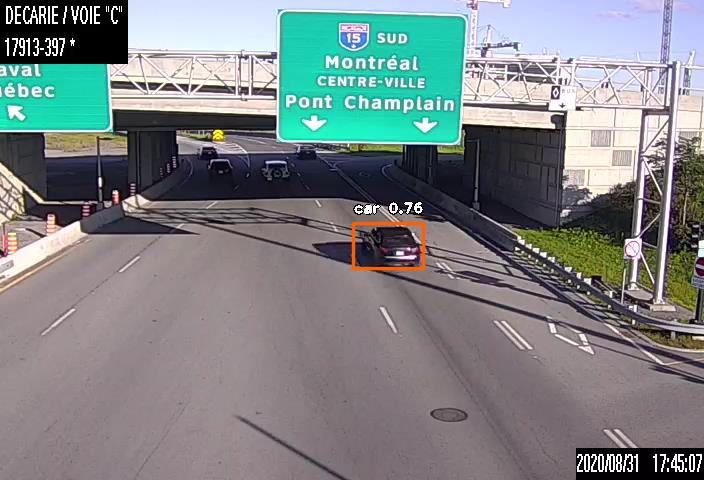 DECARIE / VOIE "C"
17913-397 *
aval
ébec
15 SUD
Montréal
CENTRE-VILLE
Pont Champlain
BUS
car 0.76
2020/08/31 17:45:07